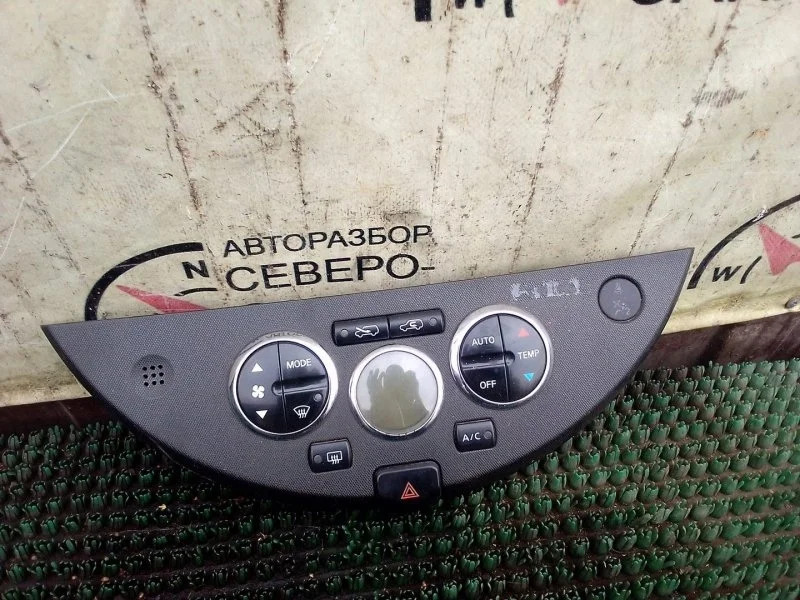 N
АВТОРАЗБОР
СЕВЕРО-
W
MODE
AUTO
OFF
TEMP
A/C